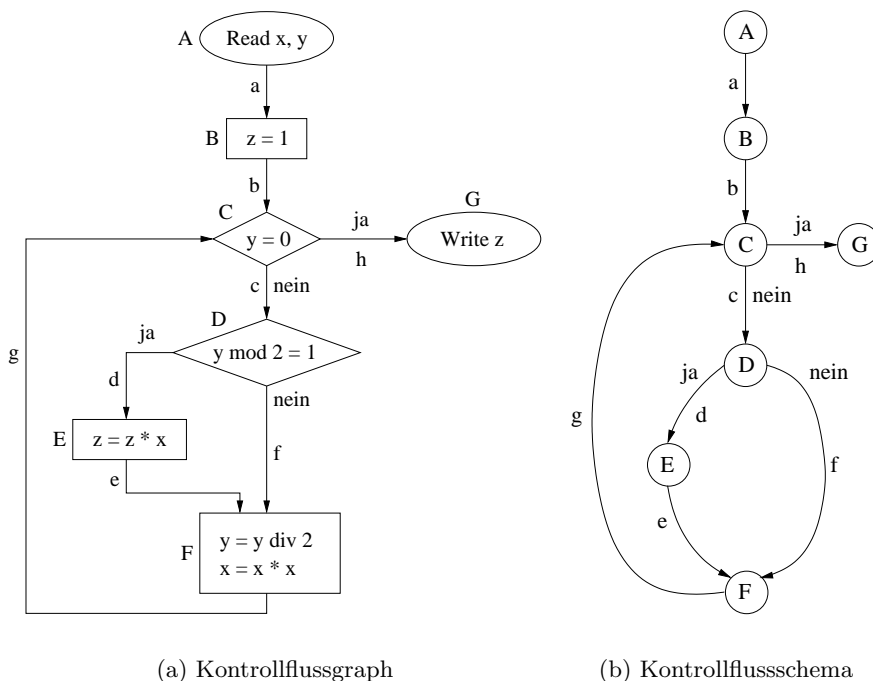 A
Read x, y
a
B
z = 1
b
C
y = 0
ja
h
G
Write z
c
nein
D
y mod 2 = 1
ja
d
nein
g
E
z = z * x
e
f
F
y = y div 2
x = x * x
(a) Kontrollflussgraph
A
a
B
b
C
ja
h
G
c
nein
D
ja
nein
d
g
E
f
e
F
(b) Kontrollflussschema